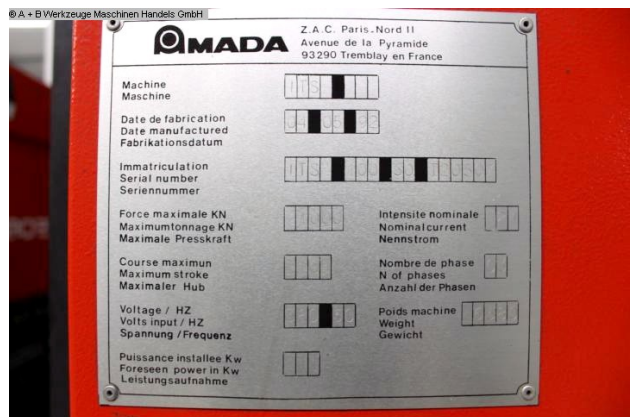 © A + B Werkzeuge Maschinen Handels GmbH
AMADA
Z.A.C. Paris-Nord II
Avenue de la Pyramide
93290 Tremblay en France
Machine
Maschine
ITS
Date de fabrication
Date manufactured
Fabrikationsdatum
Immatriculation
Serial number
Seriennummer
ITS
Force maximale KN
Maximumtonnage KN
Maximale Presskraft
Intensite nominale
Nominal current
Nennstrom
Course maximun
Maximum stroke
Maximaler Hub
Nombre de phase
N of phases
Anzahl der Phasen
Voltage / HZ
Volts input / HZ
Spannung / Frequenz
Poids machine
Weight
Gewicht
Puissance installee Kw
Foreseen power in Kw
Leistungsaufnahme